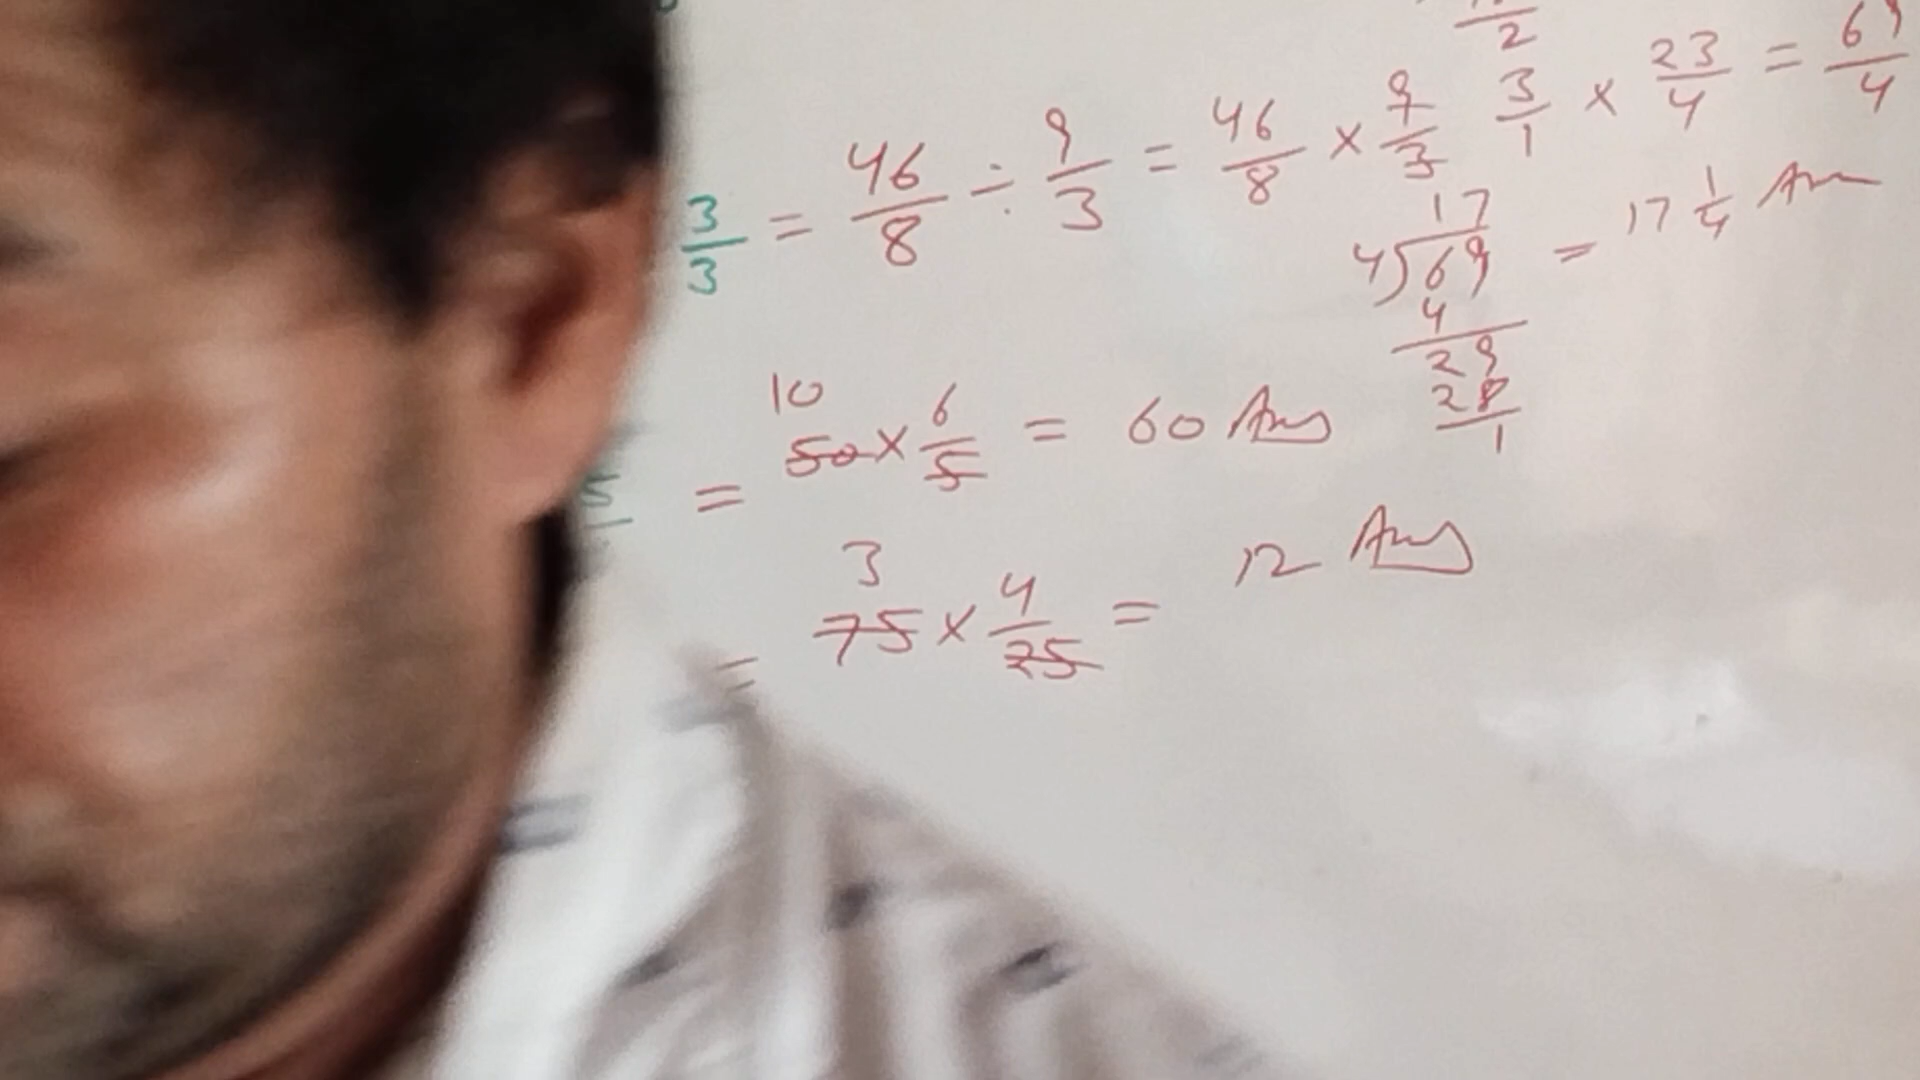 2
3/3 = 46/8 ÷ 9/3 = 46/8 × 9/3 3/1 × 23/4 = 69/4
17
4)69 = 17 1/4 Ans
4
29
28
1
10
= 50 × 6/5 = 60 Ans
3
= 75 × 4/25 = 12 Ans
5